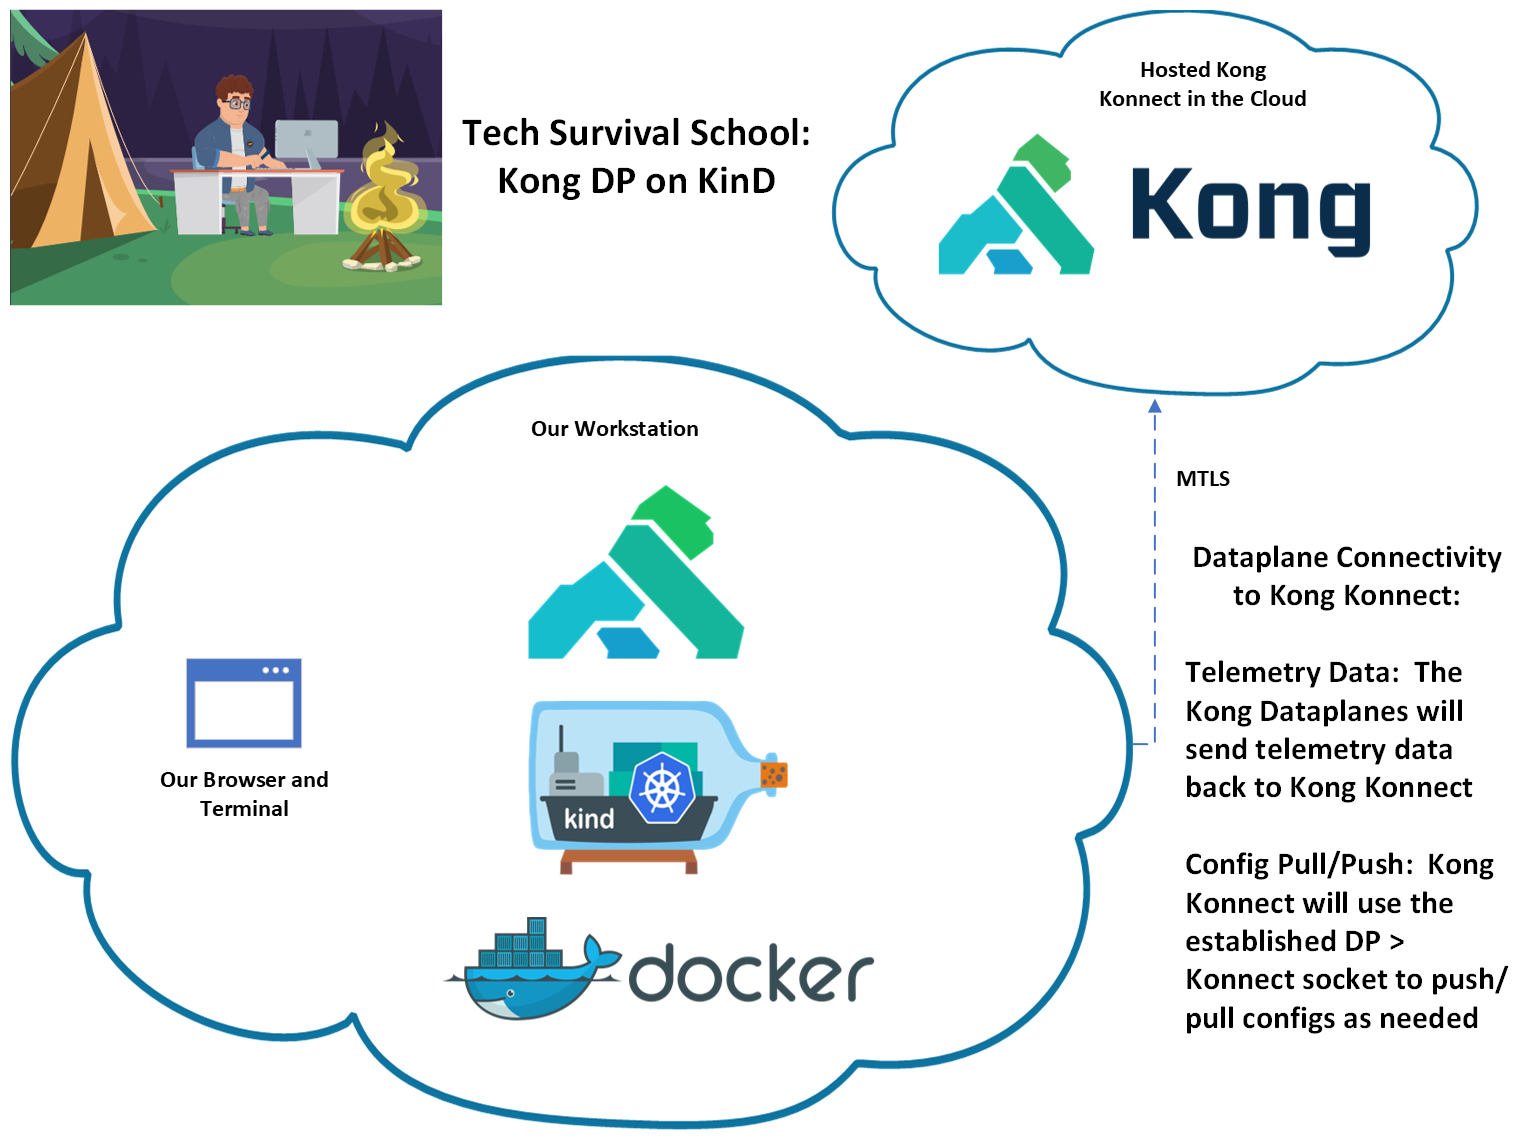 Tech Survival School:
Kong DP on KinD
Hosted Kong
Konnect in the Cloud
Kong
Our Workstation
MTLS
Dataplane Connectivity
to Kong Konnect:
Telemetry Data:  The
Kong Dataplanes will
send telemetry data
back to Kong Konnect
Config Pull/Push:  Kong
Konnect will use the
established DP >
Konnect socket to push/
pull configs as needed
Our Browser and
Terminal
kind
docker